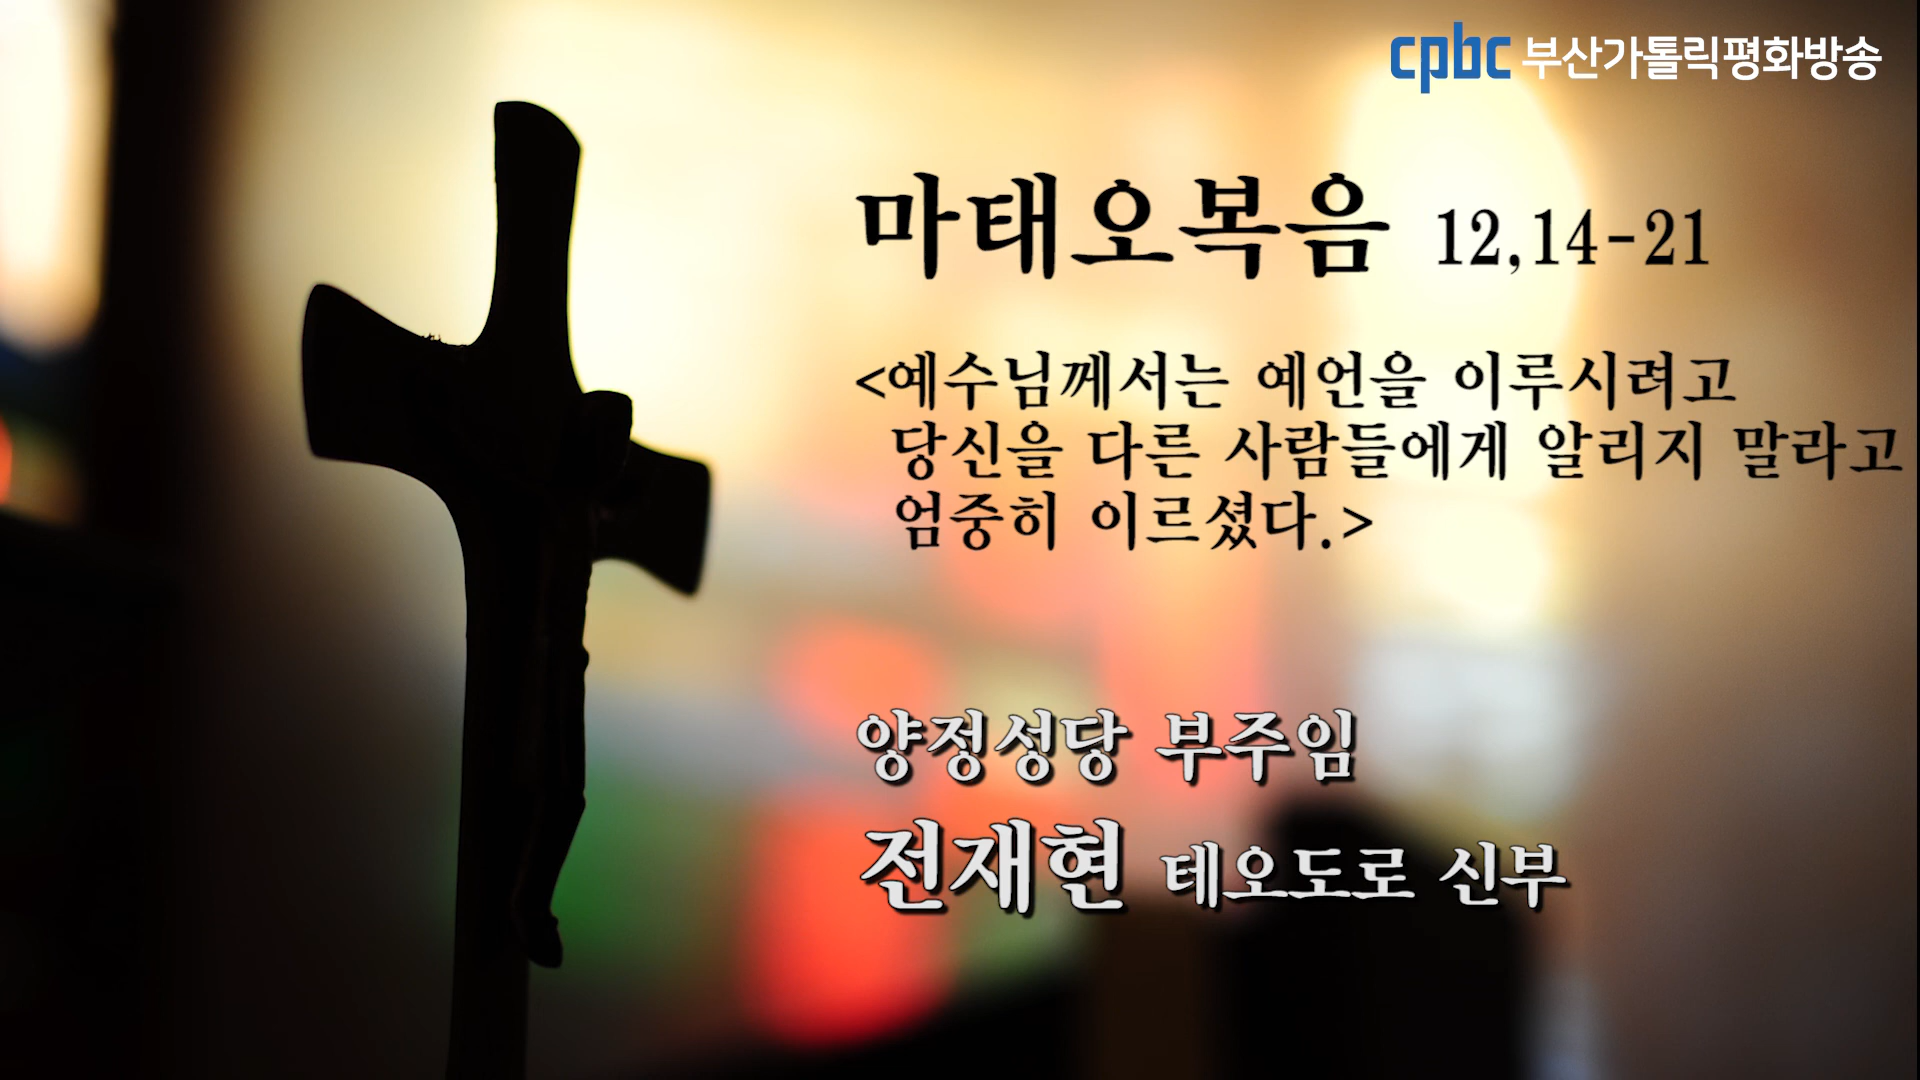 cpbc 부산가톨릭평화방송
마태오복음 12,14-21
<예수님께서는 예언을 이루시려고
당신을 다른 사람들에게 알리지 말라고
엄중히 이르셨다.>
양정성당 부주임
전재현 테오도로 신부